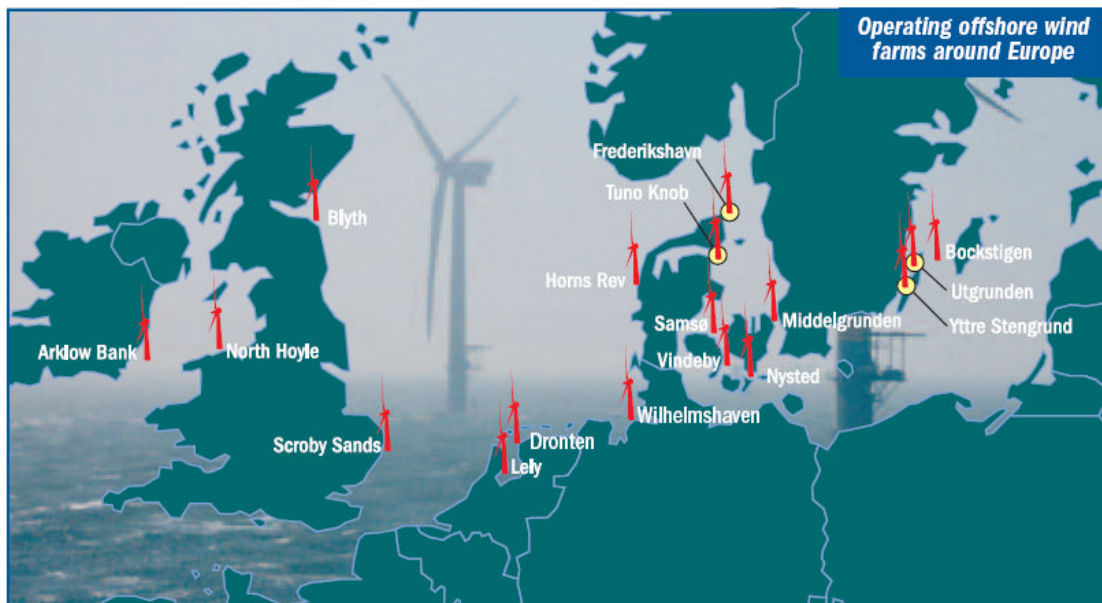 Operating offshore wind
farms around Europe
Frederikshavn
Tuno Knob
Blyth
Horns Rev
Bockstigen
Utgrunden
Samsø
Middelgrunden
Yttre Stengrund
Arklow Bank
North Hoyle
Vindeby
Nysted
Wilhelmshaven
Scroby Sands
Dronten
Lely